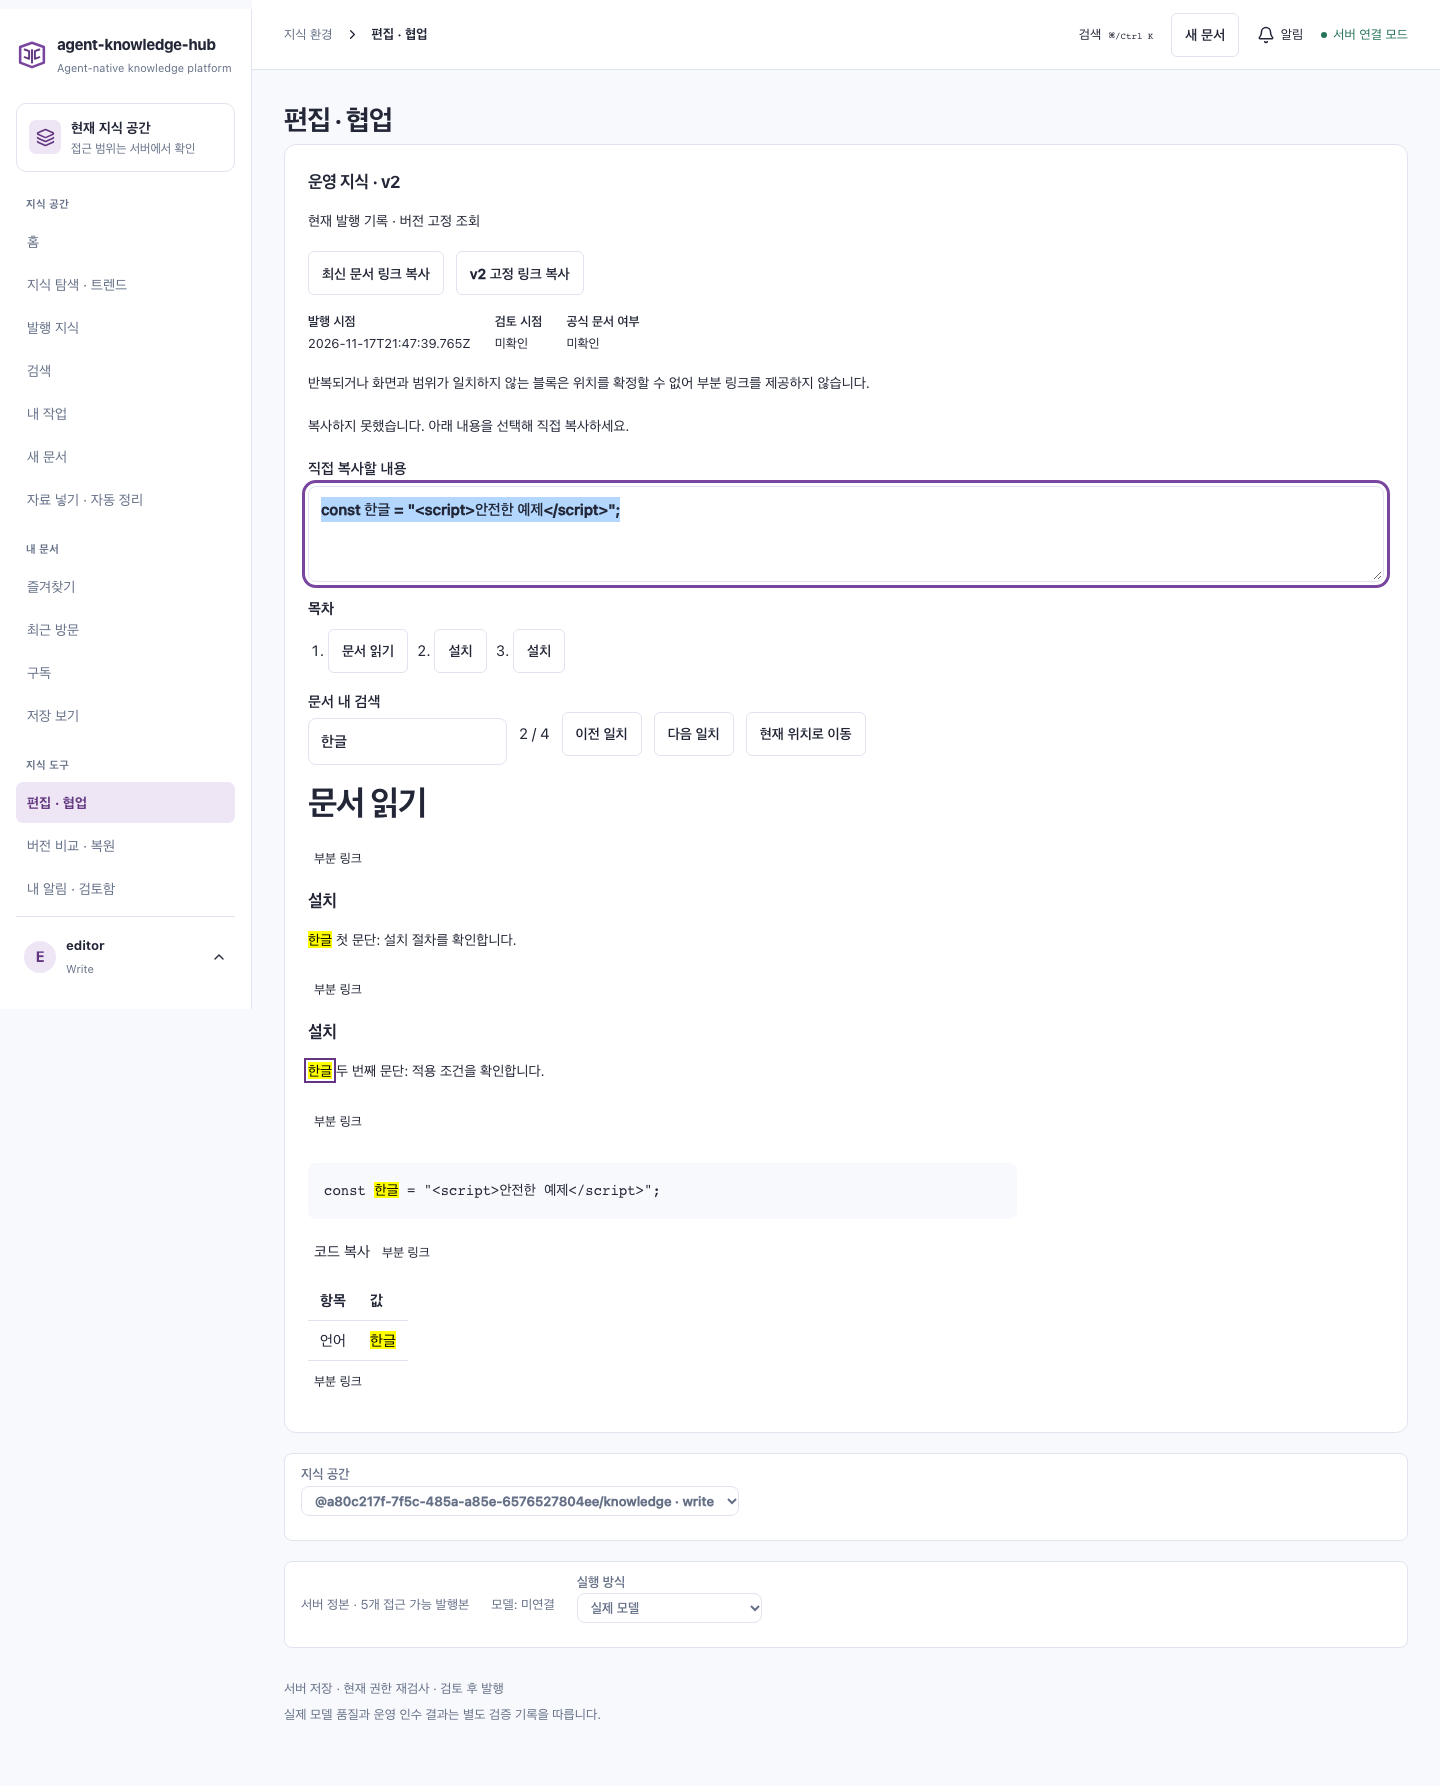 agent-knowledge-hub
Agent-native knowledge platform
현재 지식 공간
접근 범위는 서버에서 확인
지식 공간
홈
지식 탐색 · 트렌드
발행 지식
검색
내 작업
새 문서
자료 넣기 · 자동 정리
내 문서
즐겨찾기
최근 방문
구독
저장 보기
지식 도구
편집 · 협업
버전 비교 · 복원
내 알림 · 검토함
E
editor
Write
지식 환경
편집 · 협업
검색 ⌘/Ctrl K
새 문서
알림
서버 연결 모드
편집 · 협업
운영 지식 · v2
현재 발행 기록 · 버전 고정 조회
최신 문서 링크 복사
v2 고정 링크 복사
발행 시점 검토 시점 공식 문서 여부
2026-11-17T21:47:39.765Z 미확인 미확인
반복되거나 화면과 범위가 일치하지 않는 블록은 위치를 확정할 수 없어 부분 링크를 제공하지 않습니다.
복사하지 못했습니다. 아래 내용을 선택해 직접 복사하세요.
직접 복사할 내용
const 한글 = "<script>안전한 예제</script>";
목차
1. 문서 읽기 2. 설치 3. 설치
문서 내 검색
한글 2 / 4 이전 일치 다음 일치 현재 위치로 이동
문서 읽기
부분 링크
설치
한글 첫 문단: 설치 절차를 확인합니다.
부분 링크
설치
한글 두 번째 문단: 적용 조건을 확인합니다.
부분 링크
const 한글 = "<script>안전한 예제</script>";
코드 복사 부분 링크
항목 값
언어 한글
부분 링크
지식 공간
@a80c217f-7f5c-485a-a85e-6576527804ee/knowledge · write
실행 방식
서버 정본 · 5개 접근 가능 발행본 모델: 미연결 실제 모델
서버 저장 · 현재 권한 재검사 · 검토 후 발행
실제 모델 품질과 운영 인수 결과는 별도 검증 기록을 따릅니다.